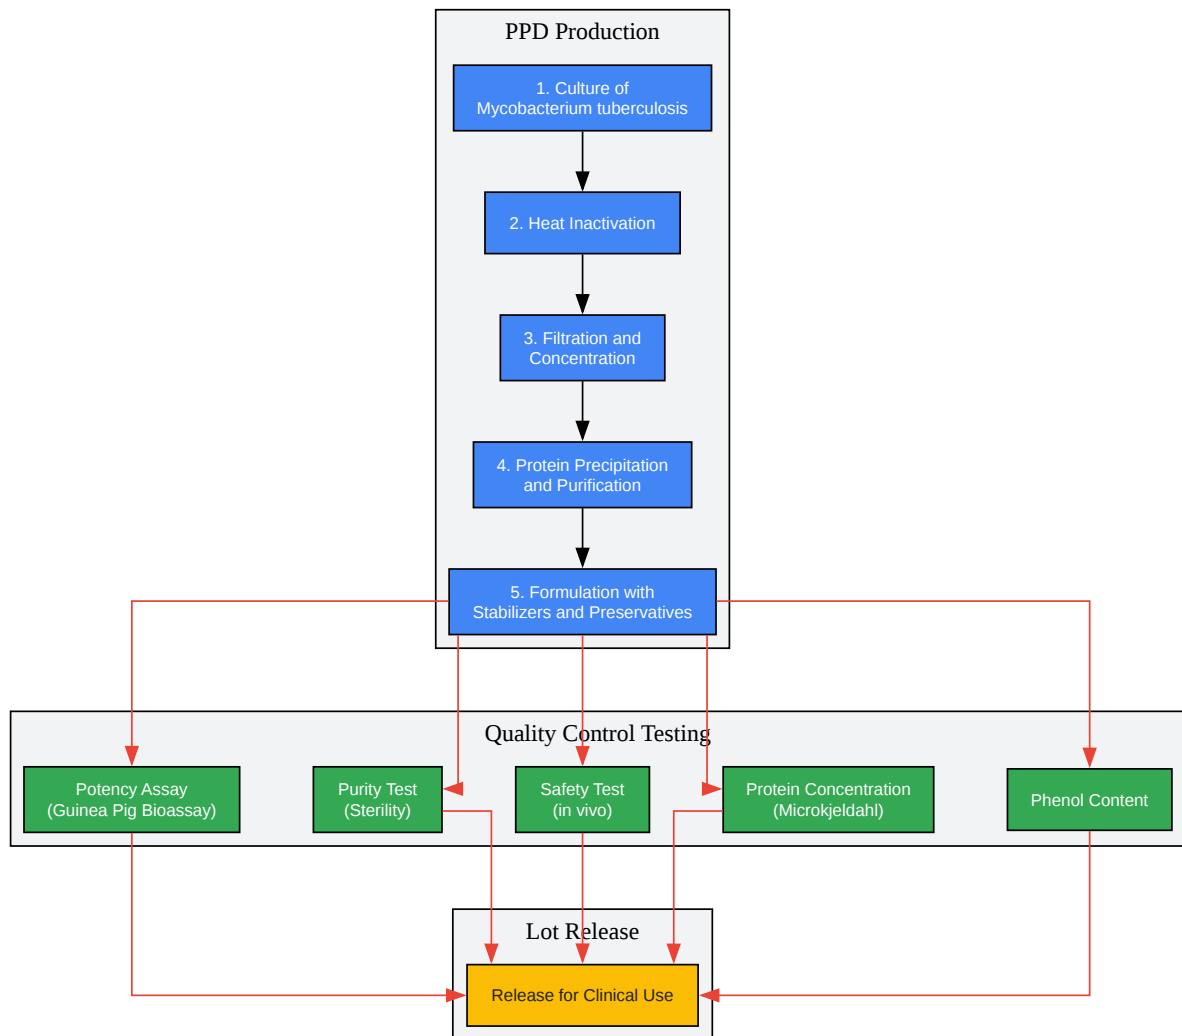 PPD Production
1. Culture of
Mycobacterium tuberculosis
2. Heat Inactivation
3. Filtration and
Concentration
4. Protein Precipitation
and Purification
5. Formulation with
Stabilizers and Preservatives
Quality Control Testing
Potency Assay
(Guinea Pig Bioassay)
Purity Test
(Sterility)
Safety Test
(in vivo)
Protein Concentration
(Microkjeldahl)
Phenol Content
Lot Release
Release for Clinical Use